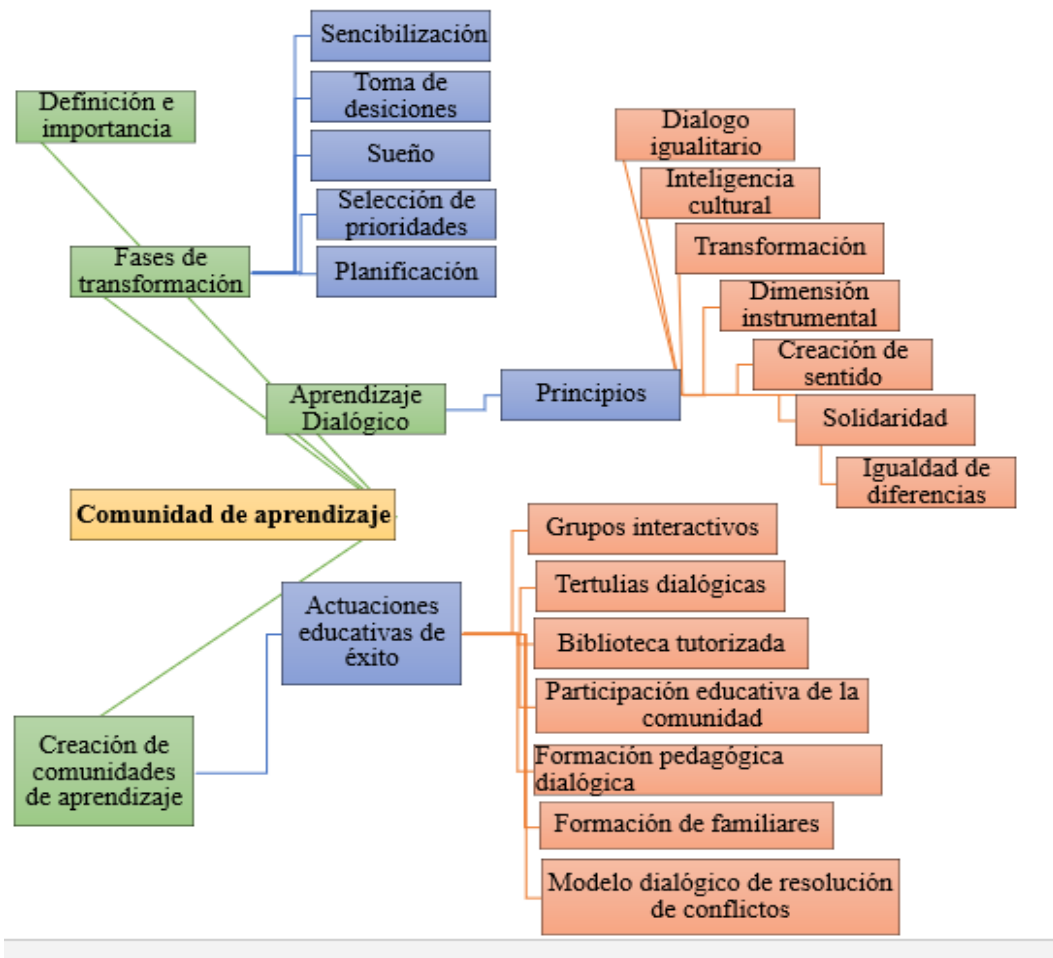 Sencibilización
Toma de
desiciones
Sueño
Selección de
prioridades
Planificación
Definición e
importancia
Fases de
transformación
Dialogo
igualitario
Inteligencia
cultural
Transformación
Dimensión
instrumental
Creación de
sentido
Solidaridad
Igualdad de
diferencias
Aprendizaje
Dialógico
Principios
Comunidad de aprendizaje
Actuaciones
educativas de
éxito
Creación de
comunidades
de aprendizaje
Grupos interactivos
Tertulias dialógicas
Biblioteca tutorizada
Participación educativa de la
comunidad
Formación pedagógica
dialógica
Formación de familiares
Modelo dialógico de resolución
de conflictos